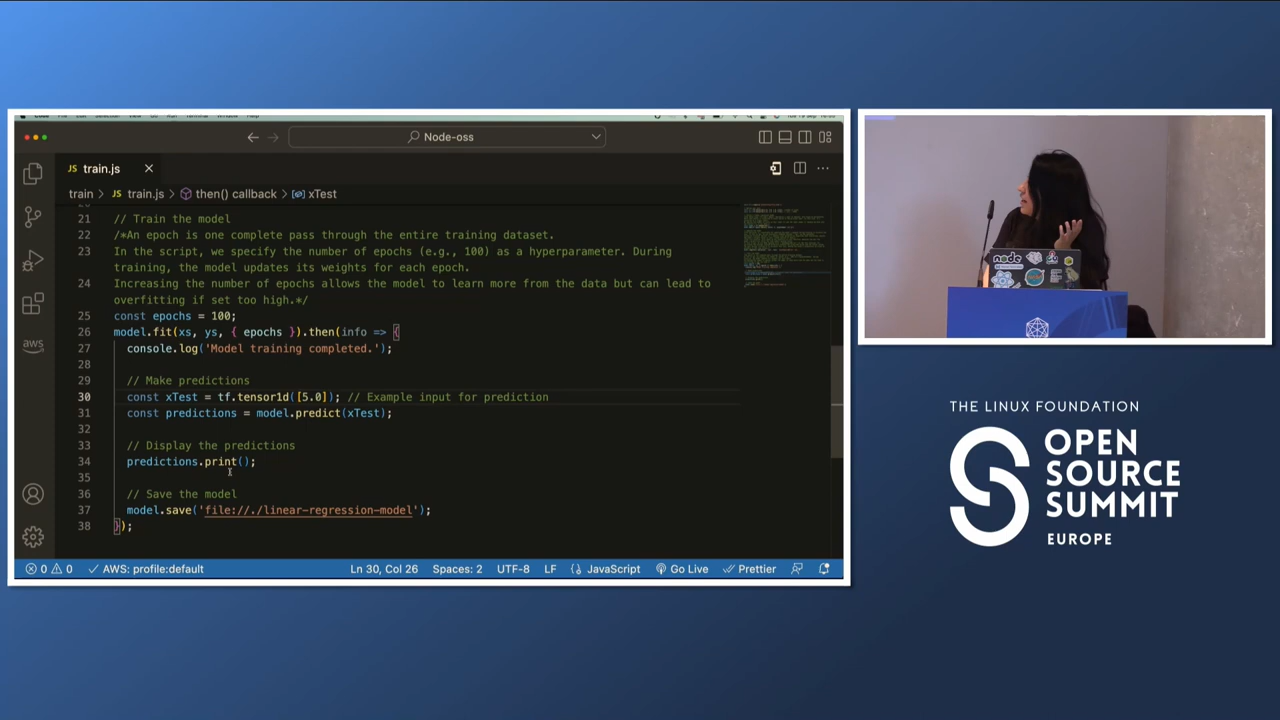 Node-oss
JS train.js
train > JS train.js > then() callback > xTest
21 // Train the model
22 /*An epoch is one complete pass through the entire training dataset.
23 In the script, we specify the number of epochs (e.g., 100) as a hyperparameter. During
training, the model updates its weights for each epoch.
24 Increasing the number of epochs allows the model to learn more from the data but can lead to
overfitting if set too high.*/
25 const epochs = 100;
26 model.fit(xs, ys, { epochs }).then(info => {
27 console.log('Model training completed.');
28
29 // Make predictions
30 const xTest = tf.tensor1d([5.0]); // Example input for prediction
31 const predictions = model.predict(xTest);
32
33 // Display the predictions
34 predictions.print();
35
36 // Save the model
37 model.save('file://./linear-regression-model');
38 });
aws
0 0 AWS: profile:default Ln 30, Col 26 Spaces: 2 UTF-8 LF JavaScript Go Live Prettier
node
THE LINUX FOUNDATION
OPEN
SOURCE
SUMMIT
EUROPE